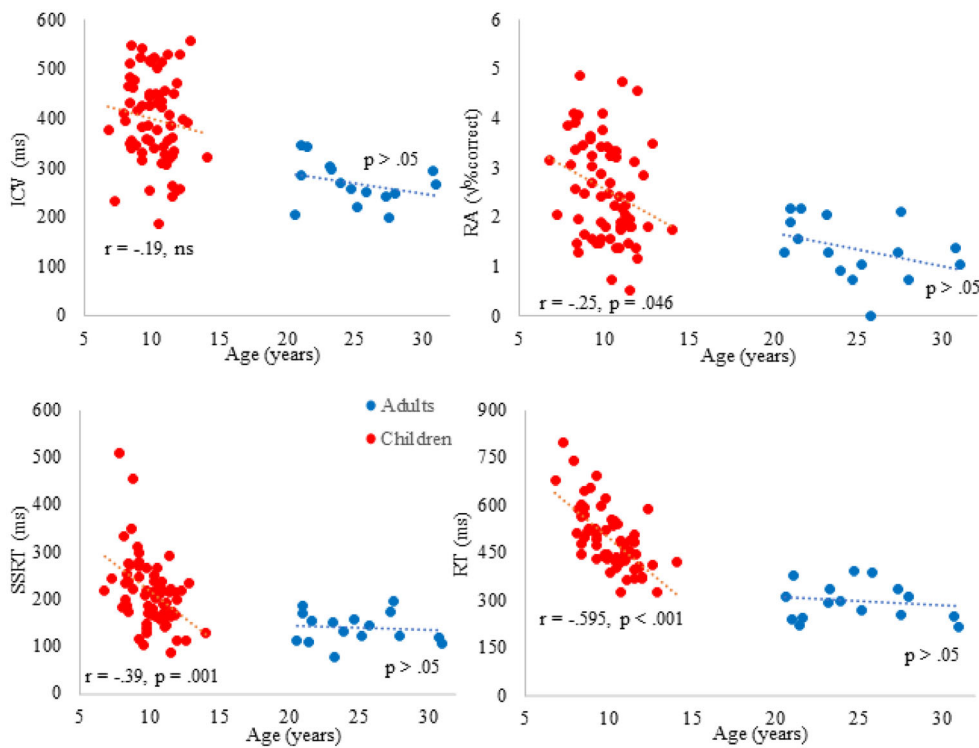 600
500
400
300
200
100
0
ICV (ms)
p > .05
r = -.19, ns
5 10 15 20 25 30
Age (years)
6
5
4
3
2
1
0
RA (√%correct)
r = -.25, p = .046
p > .05
5 10 15 20 25 30
Age (years)
600
500
400
300
200
100
0
SSRT (ms)
Adults
Children
r = -.39, p = .001
p > .05
5 10 15 20 25 30
Age (years)
900
750
600
450
300
150
0
RT (ms)
r = -.595, p < .001
p > .05
5 10 15 20 25 30
Age (years)